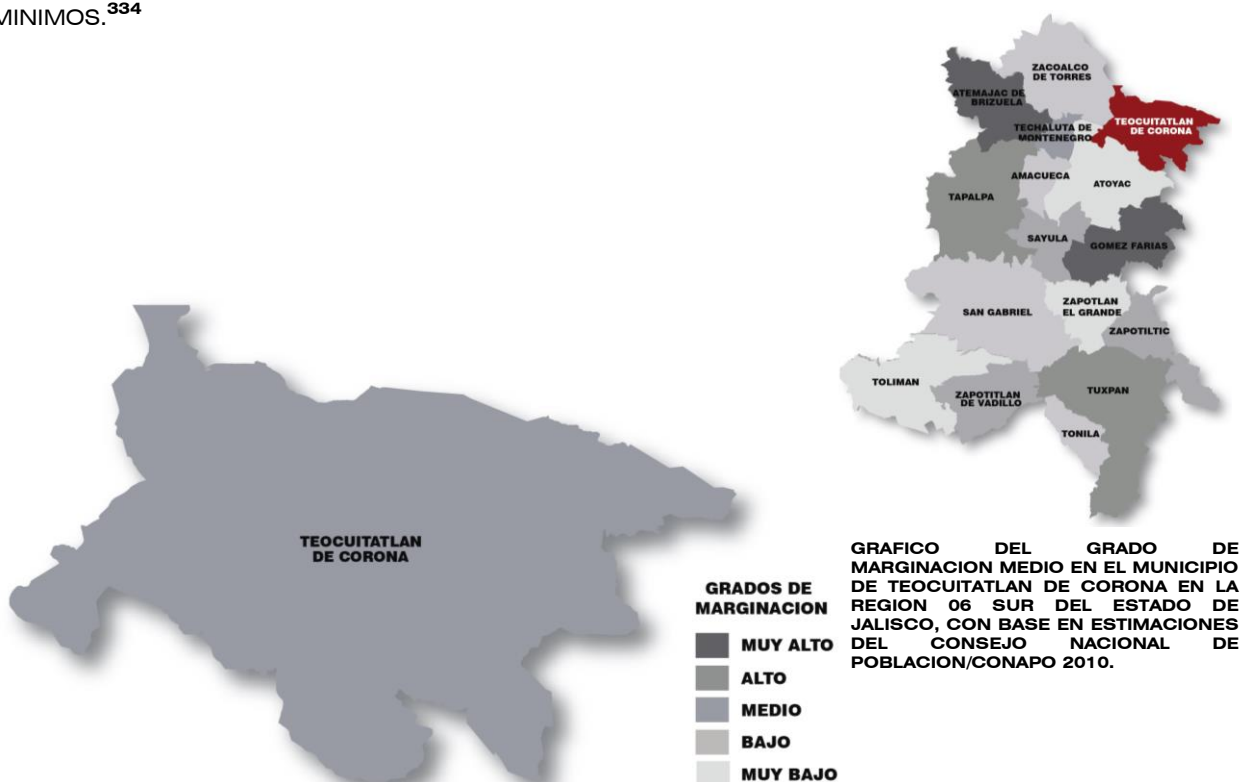 MINIMOS.334
ZACOALCO
DE TORRES
ATEMAJAC DE
BRIZUELA
TEOCUITATLAN
DE CORONA
TECHALUTA DE
MONTENEGRO
AMACUECA
ATOYAC
TAPALPA
SAYULA
GOMEZ FARIAS
SAN GABRIEL
ZAPOTLAN
EL GRANDE
ZAPOTILTIC
TOLIMAN
ZAPOTITLAN
DE VADILLO
TUXPAN
TONILA
TEOCUITATLAN
DE CORONA
GRADOS DE
MARGINACION
MUY ALTO
ALTO
MEDIO
BAJO
MUY BAJO
GRAFICO DEL GRADO DE
MARGINACION MEDIO EN EL MUNICIPIO
DE TEOCUITATLAN DE CORONA EN LA
REGION 06 SUR DEL ESTADO DE
JALISCO, CON BASE EN ESTIMACIONES
DEL CONSEJO NACIONAL DE
POBLACION/CONAPO 2010.